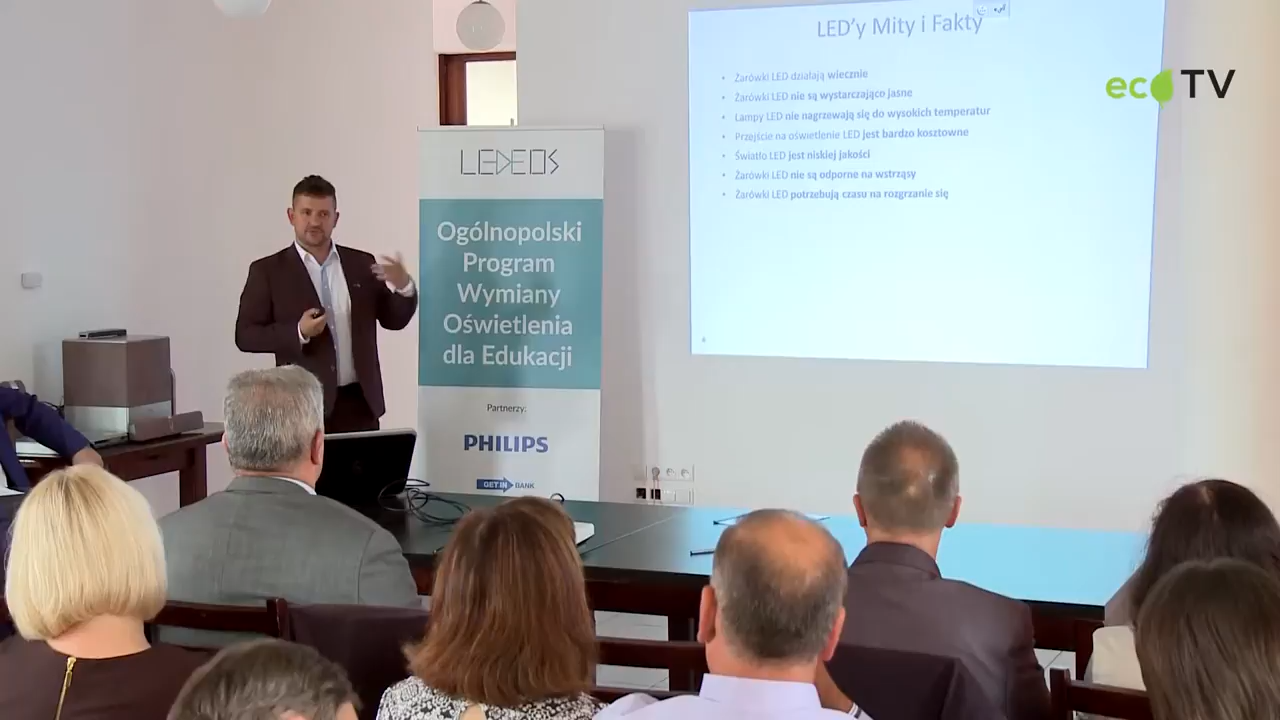 LED'y Mity i Fakty
• Żarówki LED działają wiecznie
• Żarówki LED nie są wystarczająco jasne
• Lampy LED nie nagrzewają się do wysokich temperatur
• Przejście na oświetlenie LED jest bardzo kosztowne
• Światło LED jest niskiej jakości
• Żarówki LED nie są odporne na wstrząsy
• Żarówki LED potrzebują czasu na rozgrzanie się
ecoTV
LEDEOS
Ogólnopolski
Program
Wymiany
Oświetlenia
dla Edukacji
Partnerzy:
PHILIPS
GETIN BANK